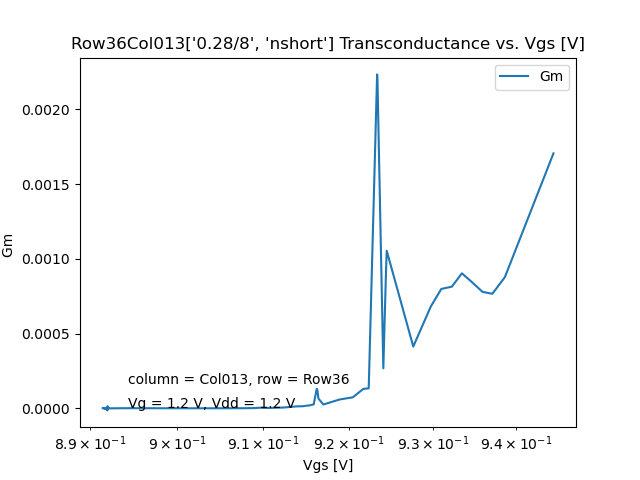 Row36Col013['0.28/8', 'nshort'] Transconductance vs. Vgs [V]
Gm
0.0020
0.0015
0.0010
0.0005
0.0000
Gm
column = Col013, row = Row36
Vg = 1.2 V, Vdd = 1.2 V
8.9 × 10⁻¹ 9 × 10⁻¹ 9.1 × 10⁻¹ 9.2 × 10⁻¹ 9.3 × 10⁻¹ 9.4 × 10⁻¹
Vgs [V]